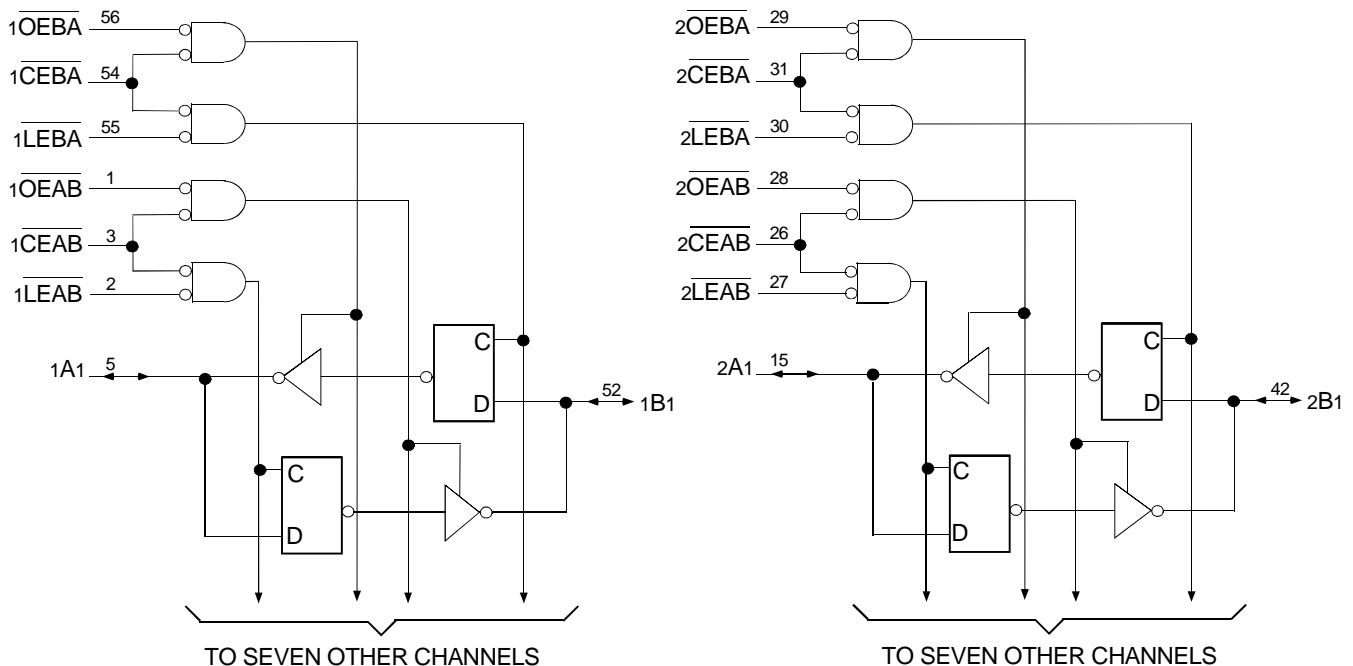 1OEBA 56
1CEBA 54
1LEBA 55
1OEAB 1
1CEAB 3
1LEAB 2
1A1 5
C
D
52 1B1
C
D
TO SEVEN OTHER CHANNELS
2OEBA 29
2CEBA 31
2LEBA 30
2OEAB 28
2CEAB 26
2LEAB 27
2A1 15
C
D
42 2B1
C
D
TO SEVEN OTHER CHANNELS